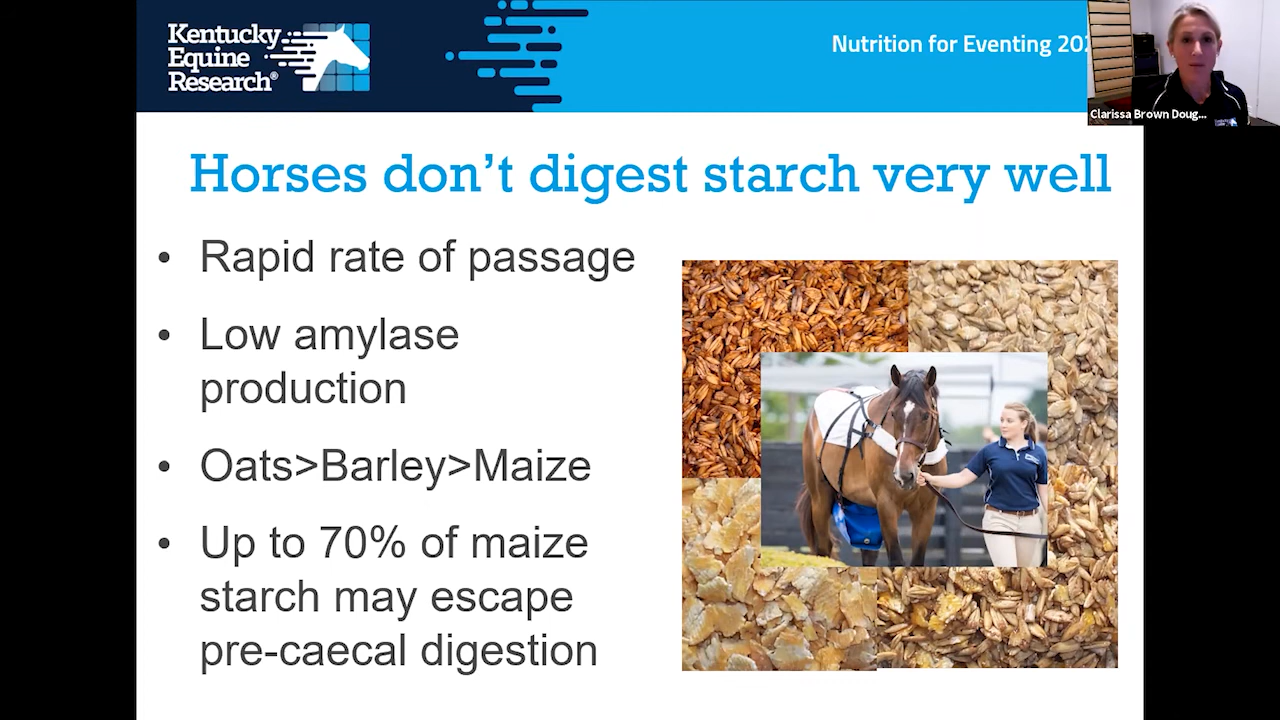 Kentucky
Equine
Research®
Nutrition for Eventing
Clarissa Brown Doug...
Horses don't digest starch very well
• Rapid rate of passage
• Low amylase
production
• Oats>Barley>Maize
• Up to 70% of maize
starch may escape
pre-caecal digestion